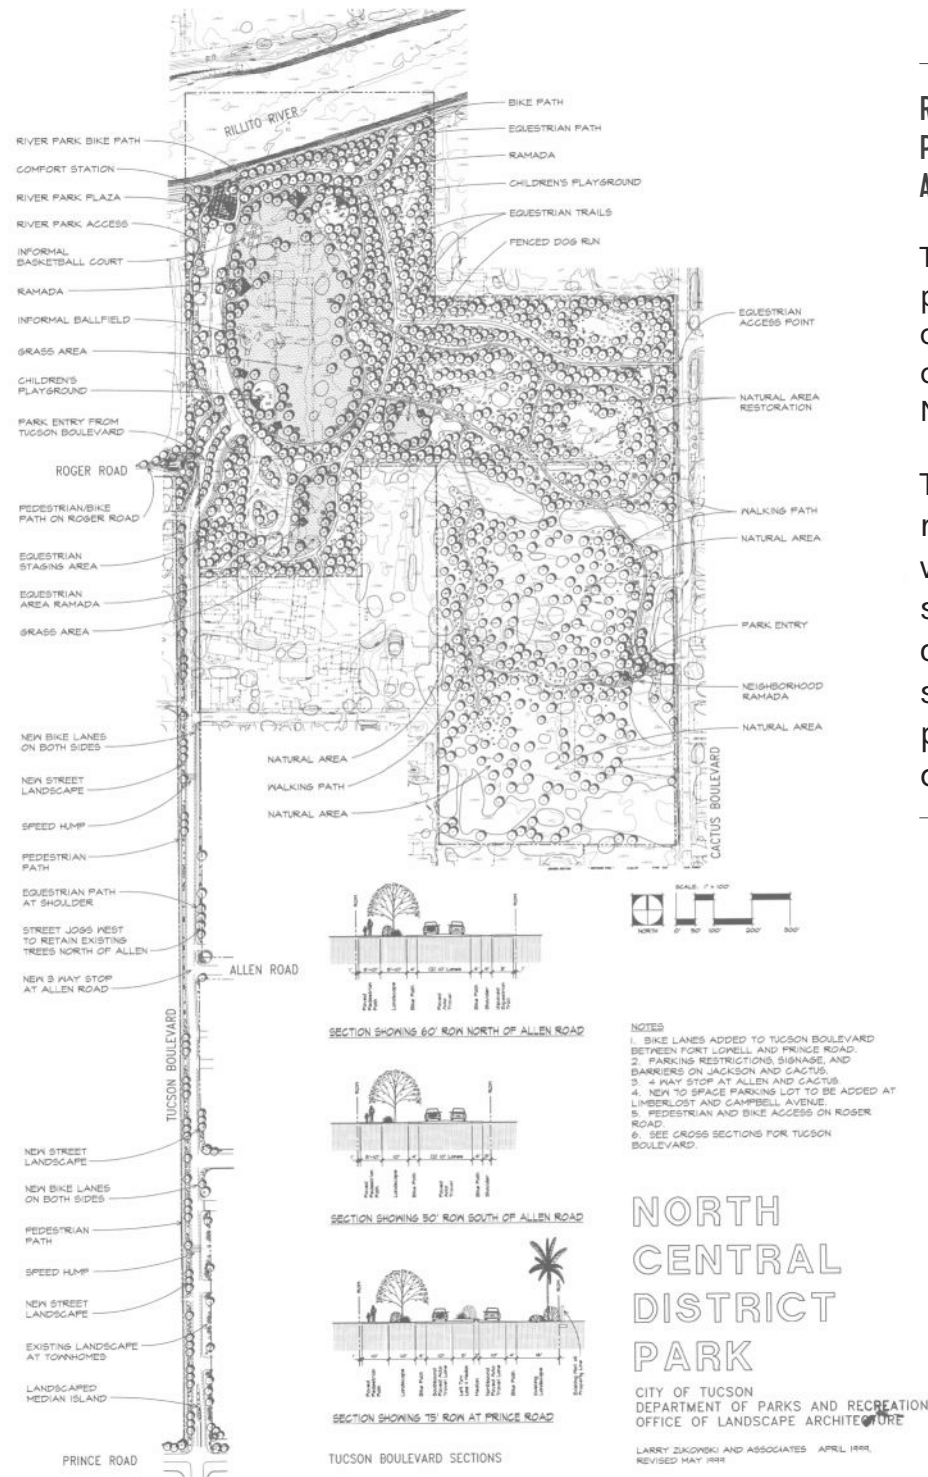 RILLITO RIVER
RIVER PARK BIKE PATH
COMFORT STATION
RIVER PARK PLAZA
RIVER PARK ACCESS
INFORMAL
BASKETBALL COURT
RAMADA
INFORMAL BALLFIELD
GRASS AREA
CHILDREN'S
PLAYGROUND
PARK ENTRY FROM
TUCSON BOULEVARD
ROGER ROAD
PEDESTRIAN/BIKE
PATH ON ROGER ROAD
EQUESTRIAN
STAGING AREA
EQUESTRIAN
AREA RAMADA
GRASS AREA
NEW BIKE LANES
ON BOTH SIDES
NEW STREET
LANDSCAPE
SPEED HUMP
PEDESTRIAN
PATH
EQUESTRIAN PATH
AT SHOULDER
STREET JOGS WEST
TO RETAIN EXISTING
TREES NORTH OF ALLEN
NEW 3 WAY STOP
AT ALLEN ROAD
ALLEN ROAD
TUCSON BOULEVARD
NEW STREET
LANDSCAPE
NEW BIKE LANES
ON BOTH SIDES
PEDESTRIAN
PATH
SPEED HUMP
NEW STREET
LANDSCAPE
EXISTING LANDSCAPE
AT TOWNHOMES
LANDSCAPED
MEDIAN ISLAND
PRINCE ROAD
BIKE PATH
EQUESTRIAN PATH
RAMADA
CHILDREN'S PLAYGROUND
EQUESTRIAN TRAILS
FENCED DOG RUN
EQUESTRIAN
ACCESS POINT
NATURAL AREA
RESTORATION
WALKING PATH
NATURAL AREA
PARK ENTRY
NEIGHBORHOOD
RAMADA
NATURAL AREA
NATURAL AREA
WALKING PATH
NATURAL AREA
CACTUS BOULEVARD
SECTION SHOWING 60' ROW NORTH OF ALLEN ROAD
SECTION SHOWING 50' ROW SOUTH OF ALLEN ROAD
SECTION SHOWING 75' ROW AT PRINCE ROAD
TUCSON BOULEVARD SECTIONS
SCALE: 1" = 100'
NORTH 0' 50' 100' 200' 300'
NOTES
1. BIKE LANES ADDED TO TUCSON BOULEVARD
BETWEEN FORT LOWELL AND PRINCE ROAD.
2. PARKING RESTRICTIONS, SIGNAGE, AND
BARRIERS ON JACKSON AND CACTUS.
3. 4 WAY STOP AT ALLEN AND CACTUS.
4. NEW 70 SPACE PARKING LOT TO BE ADDED AT
LIMBERLOST AND CAMPBELL AVENUE.
5. PEDESTRIAN AND BIKE ACCESS ON ROGER
ROAD.
6. SEE CROSS SECTIONS FOR TUCSON
BOULEVARD.
NORTH
CENTRAL
DISTRICT
PARK
CITY OF TUCSON
DEPARTMENT OF PARKS AND RECREATION
OFFICE OF LANDSCAPE ARCHITECTURE
LARRY ZUKOWSKI AND ASSOCIATES APRIL 1999,
REVISED MAY 1999